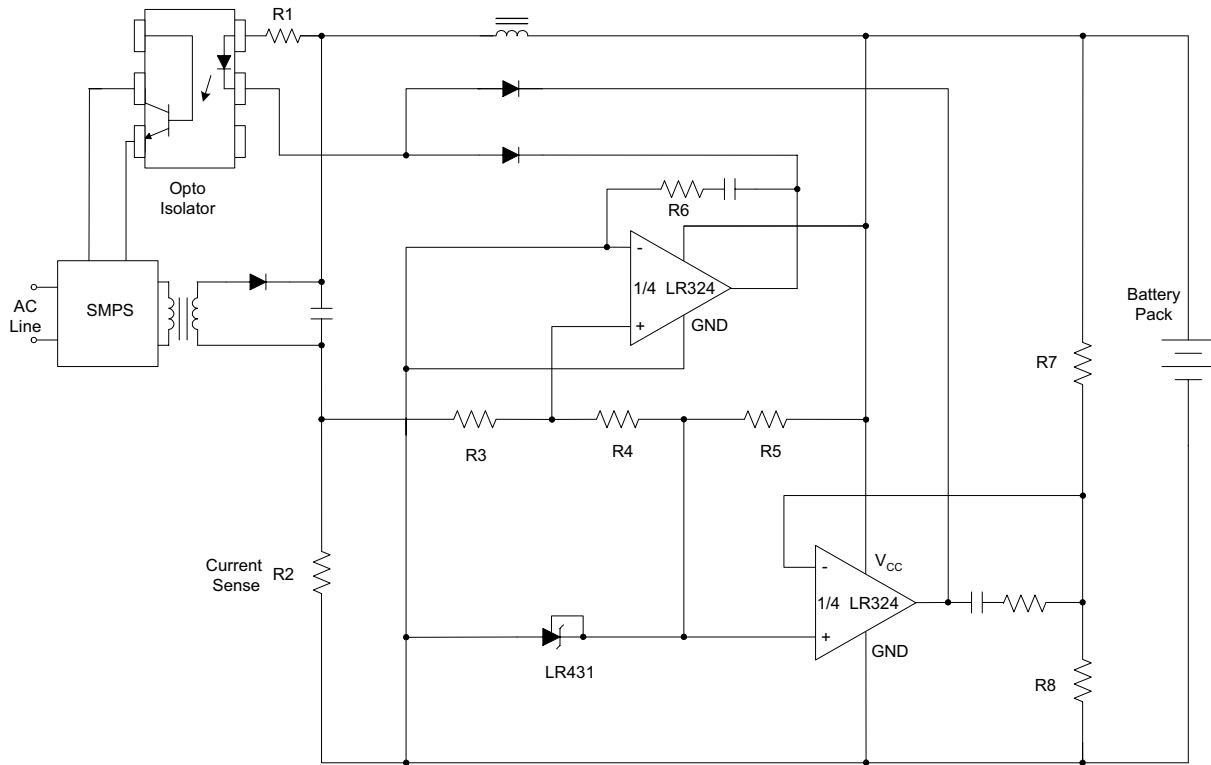 R1
Opto
Isolator
R6
-
1/4 LR324
+
GND
AC
Line
SMPS
Battery
Pack
R7
R3
R4
R5
Current
Sense
R2
VCC
-
1/4 LR324
+
GND
LR431
R8